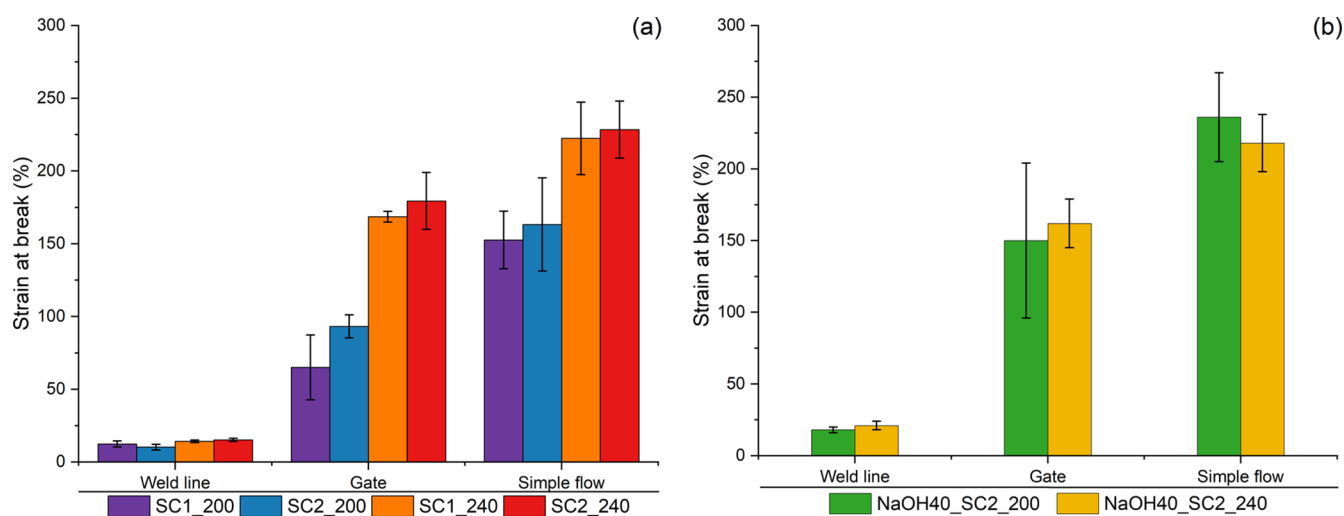 (a)
300
250
200
150
100
50
0
Strain at break (%)
Weld line Gate Simple flow
SC1_200 SC2_200 SC1_240 SC2_240
(b)
300
250
200
150
100
50
0
Strain at break (%)
Weld line Gate Simple flow
NaOH40_SC2_200 NaOH40_SC2_240